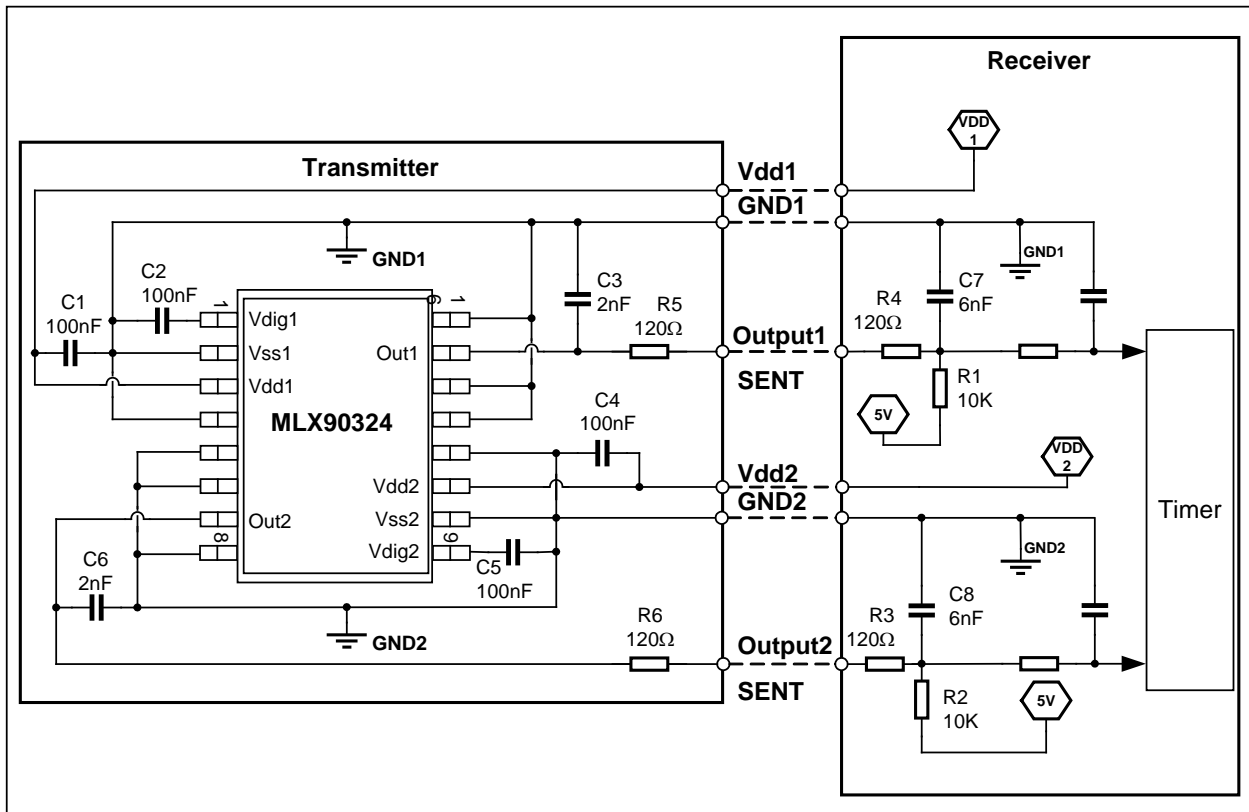 Receiver
VDD
1
Transmitter
Vdd1
GND1
GND1
GND1
C2
100nF
C1
100nF
C3
2nF
R5
120Ω
C7
6nF
R4
120Ω
1
6 1
Vdig1
Vss1
Out1
Vdd1
Output1
SENT
R1
10K
5V
MLX90324
C4
100nF
VDD
2
Vdd2
Vdd2
GND2
Out2
Vss2
8
9
Vdig2
C5
100nF
C6
2nF
GND2
GND2
C8
6nF
Timer
R6
120Ω
R3
120Ω
Output2
SENT
R2
10K
5V